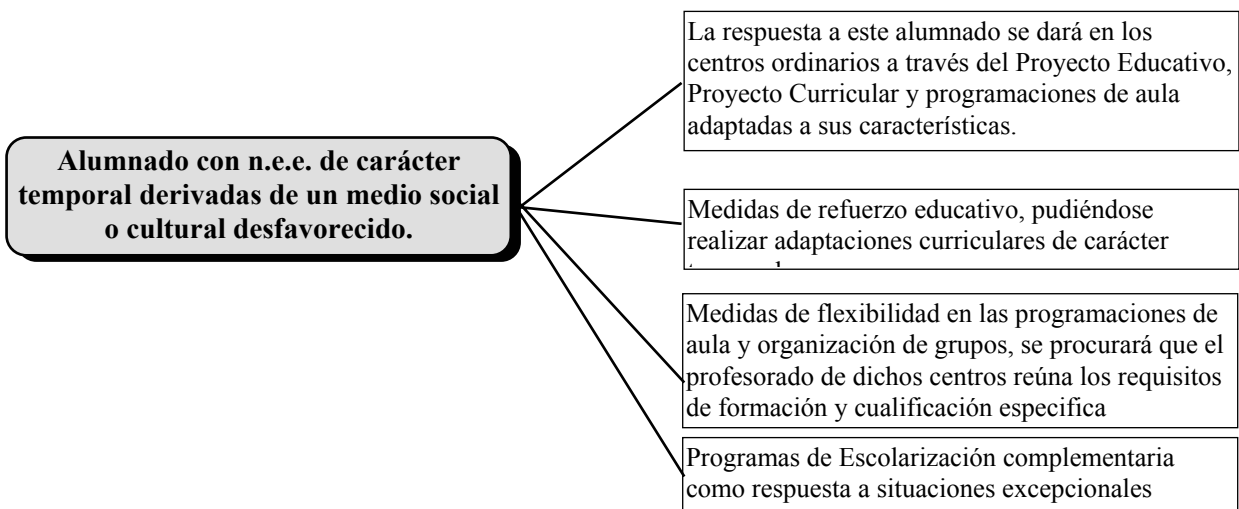 La respuesta a este alumnado se dará en los
centros ordinarios a través del Proyecto Educativo,
Proyecto Curricular y programaciones de aula
adaptadas a sus características.
Alumnado con n.e.e. de carácter
temporal derivadas de un medio social
o cultural desfavorecido.
Medidas de refuerzo educativo, pudiéndose
realizar adaptaciones curriculares de carácter
Medidas de flexibilidad en las programaciones de
aula y organización de grupos, se procurará que el
profesorado de dichos centros reúna los requisitos
de formación y cualificación especifica
Programas de Escolarización complementaria
como respuesta a situaciones excepcionales